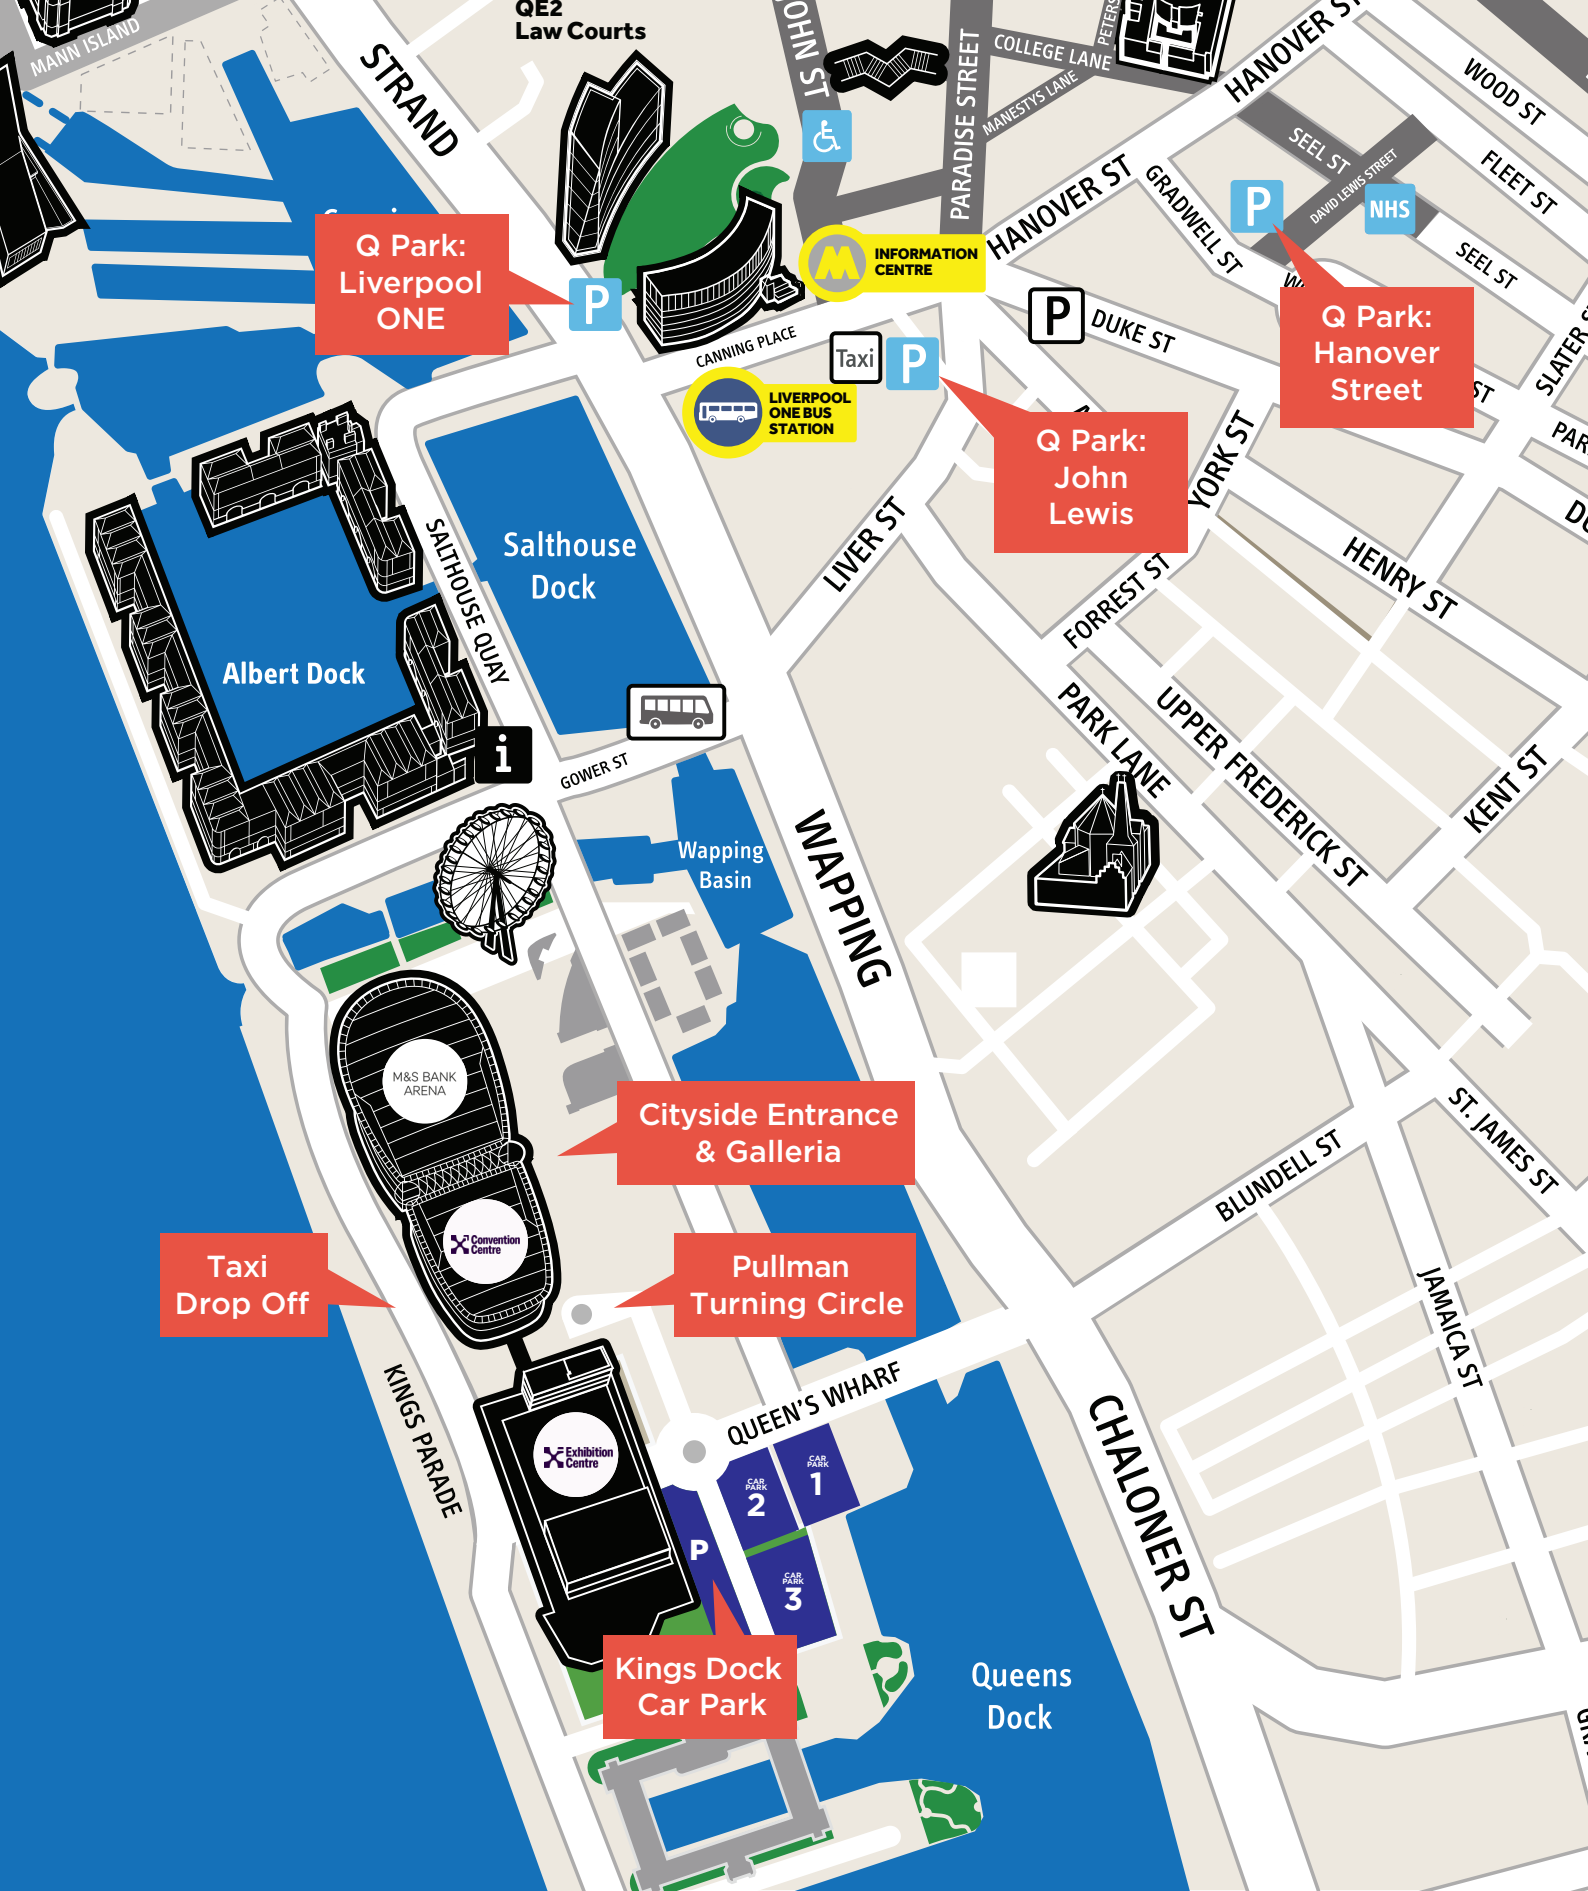 QE2
Law Courts
MANN ISLAND
STRAND
JOHN ST
PARADISE STREET
COLLEGE LANE
PETERS
MANESTYS LANE
HANOVER ST
WOOD ST
FLEET ST
SEEL ST
DAVID LEWIS STREET
NHS
SEEL ST
HANOVER ST
GRADWELL ST
P
Q Park:
Liverpool
ONE
P
M
INFORMATION
CENTRE
P
DUKE ST
Q Park:
Hanover
Street
ST
SLATER S
CANNING PLACE
Taxi
P
LIVERPOOL
ONE BUS
STATION
Q Park:
John
Lewis
YORK ST
PAR
LIVER ST
HENRY ST
FORREST ST
SALTHOUSE QUAY
Salthouse
Dock
Albert Dock
i
GOWER ST
PARK LANE
UPPER FREDERICK ST
KENT ST
Wapping
Basin
WAPPING
M&S BANK
ARENA
Cityside Entrance
& Galleria
Convention
Centre
Taxi
Drop Off
Pullman
Turning Circle
BLUNDELL ST
ST. JAMES ST
JAMAICA ST
KINGS PARADE
QUEEN'S WHARF
CHALONER ST
Exhibition
Centre
CAR
PARK
1
CAR
PARK
2
P
CAR
PARK
3
Kings Dock
Car Park
Queens
Dock